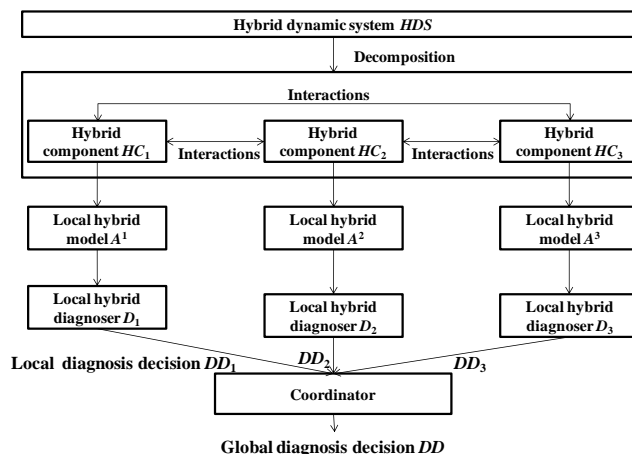 Hybrid dynamic system HDS
Decomposition
Interactions
Hybrid
component HC₁
Interactions
Hybrid
component HC₂
Interactions
Hybrid
component HC₃
Local hybrid
model A¹
Local hybrid
model A²
Local hybrid
model A³
Local hybrid
diagnoser D₁
Local hybrid
diagnoser D₂
Local hybrid
diagnoser D₃
Local diagnosis decision DD₁
DD₂
DD₃
Coordinator
Global diagnosis decision DD